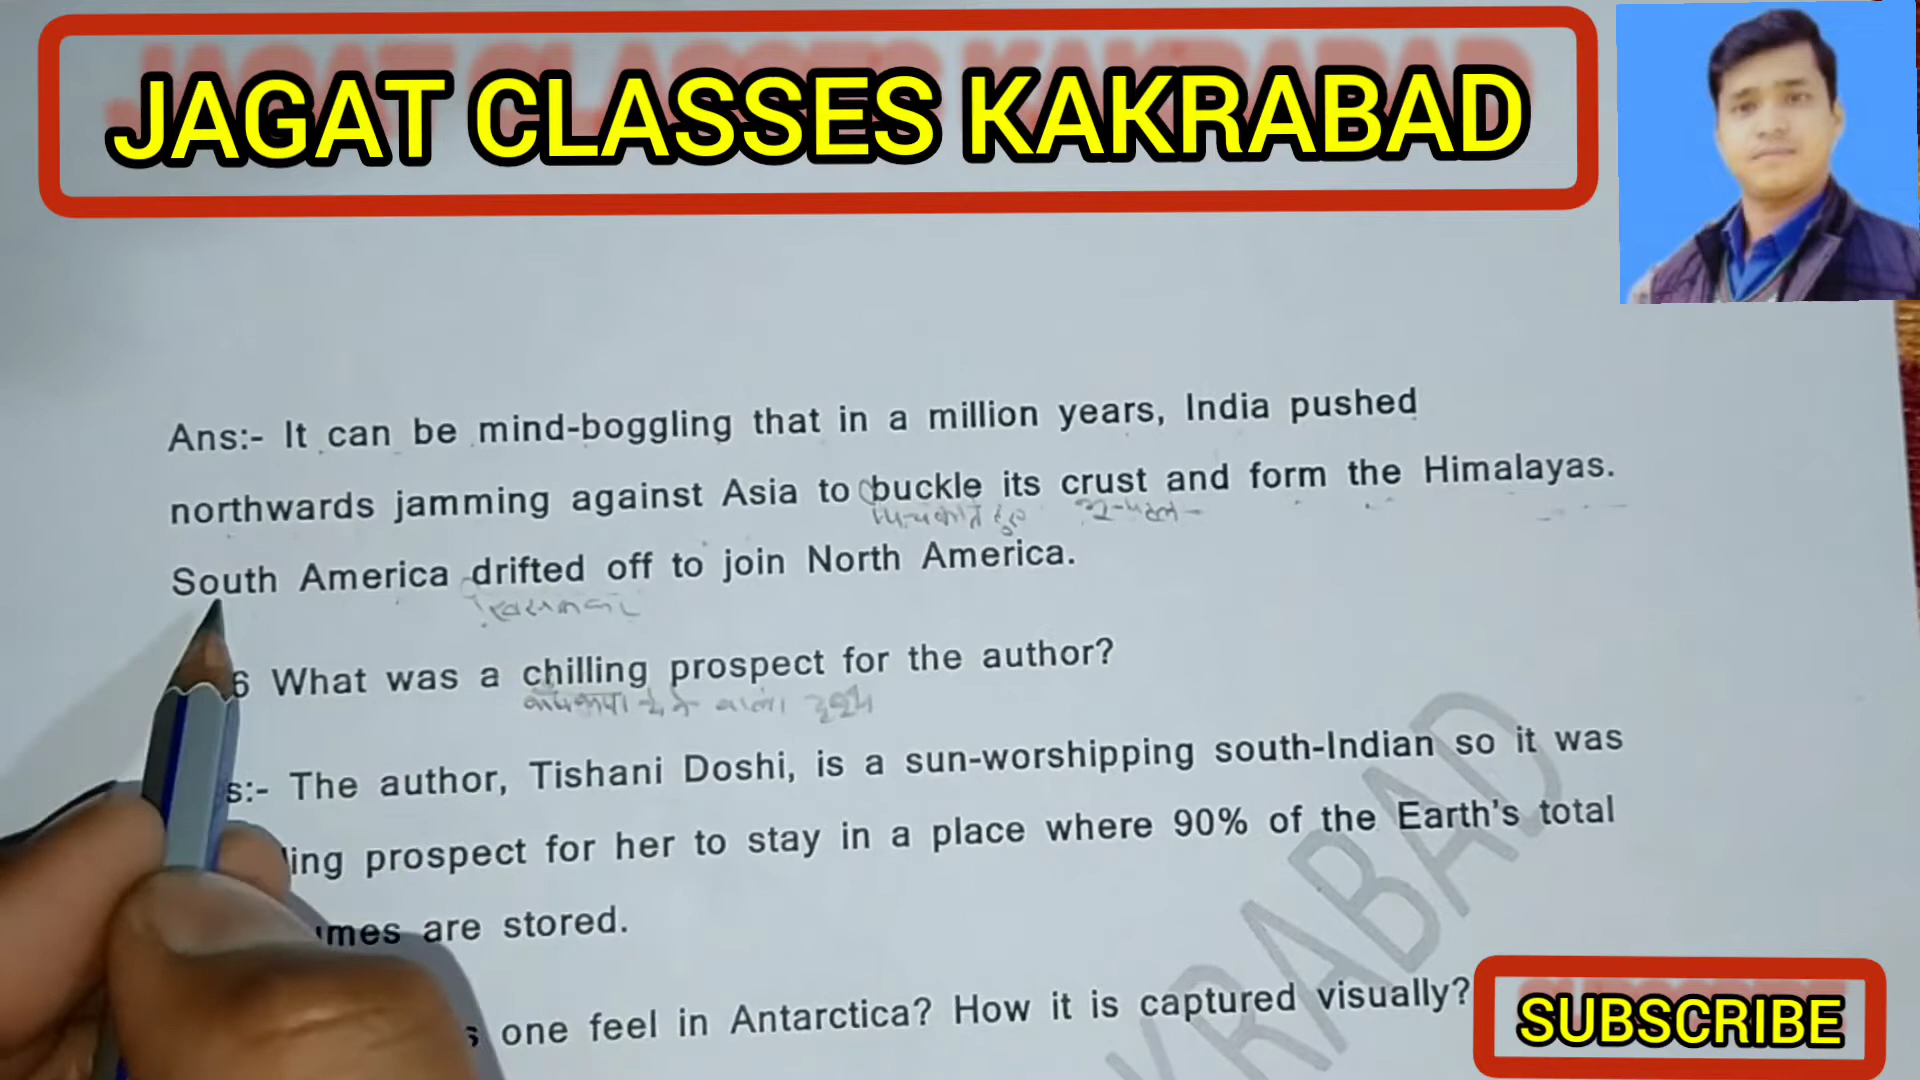 JAGAT CLASSES KAKRABAD
Ans:- It can be mind-boggling that in a million years, India pushed
northwards jamming against Asia to buckle its crust and form the Himalayas.
South America drifted off to join North America.
6 What was a chilling prospect for the author?
s:- The author, Tishani Doshi, is a sun-worshipping south-Indian so it was
ling prospect for her to stay in a place where 90% of the Earth's total
umes are stored.
s one feel in Antarctica? How it is captured visually?
KRABAD
SUBSCRIBE